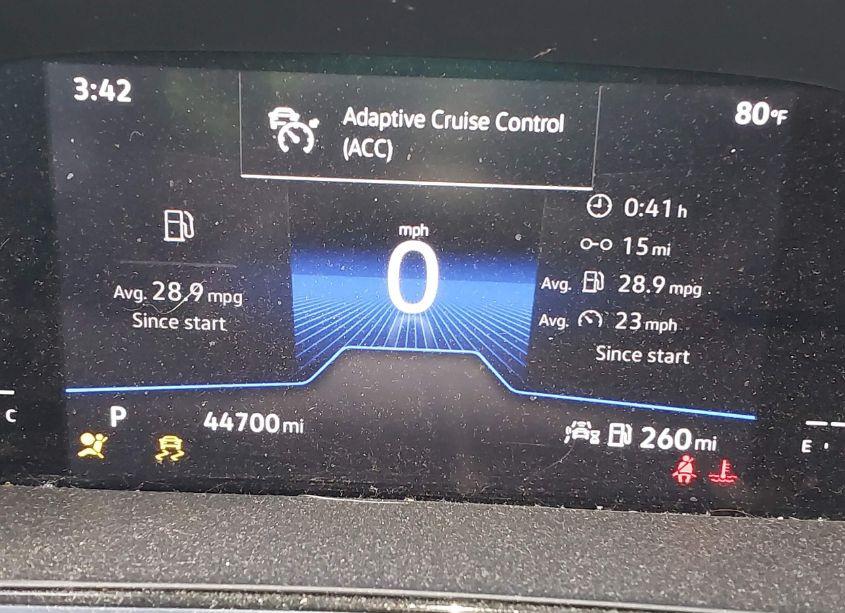 3:42
Adaptive Cruise Control
(ACC)
80°F
0:41 h
15 mi
mph
0
Avg. 28.9 mpg
Since start
Avg. 28.9 mpg
Avg. 23 mph
Since start
C
P
44700 mi
260 mi
E